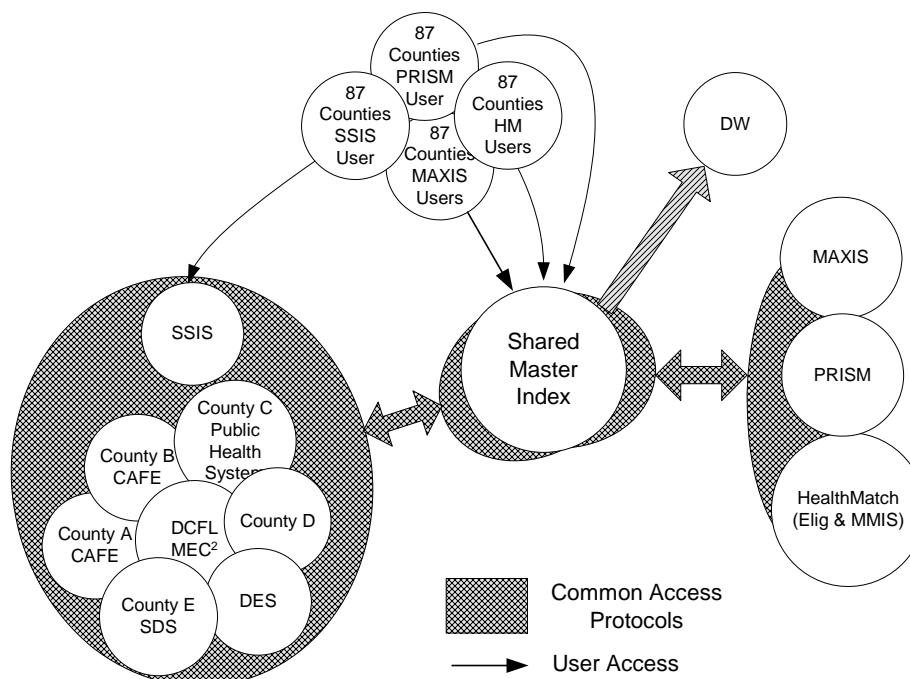 87
Counties
PRISM
User
87
Counties
HM
Users
87
Counties
SSIS
User
87
Counties
MAXIS
Users
DW
MAXIS
SSIS
Shared
Master
Index
PRISM
County C
Public
Health
System
County B
CAFE
County A
CAFE
DCFL
MEC²
County D
HealthMatch
(Elig & MMIS)
County E
SDS
DES
Common Access
Protocols
User Access